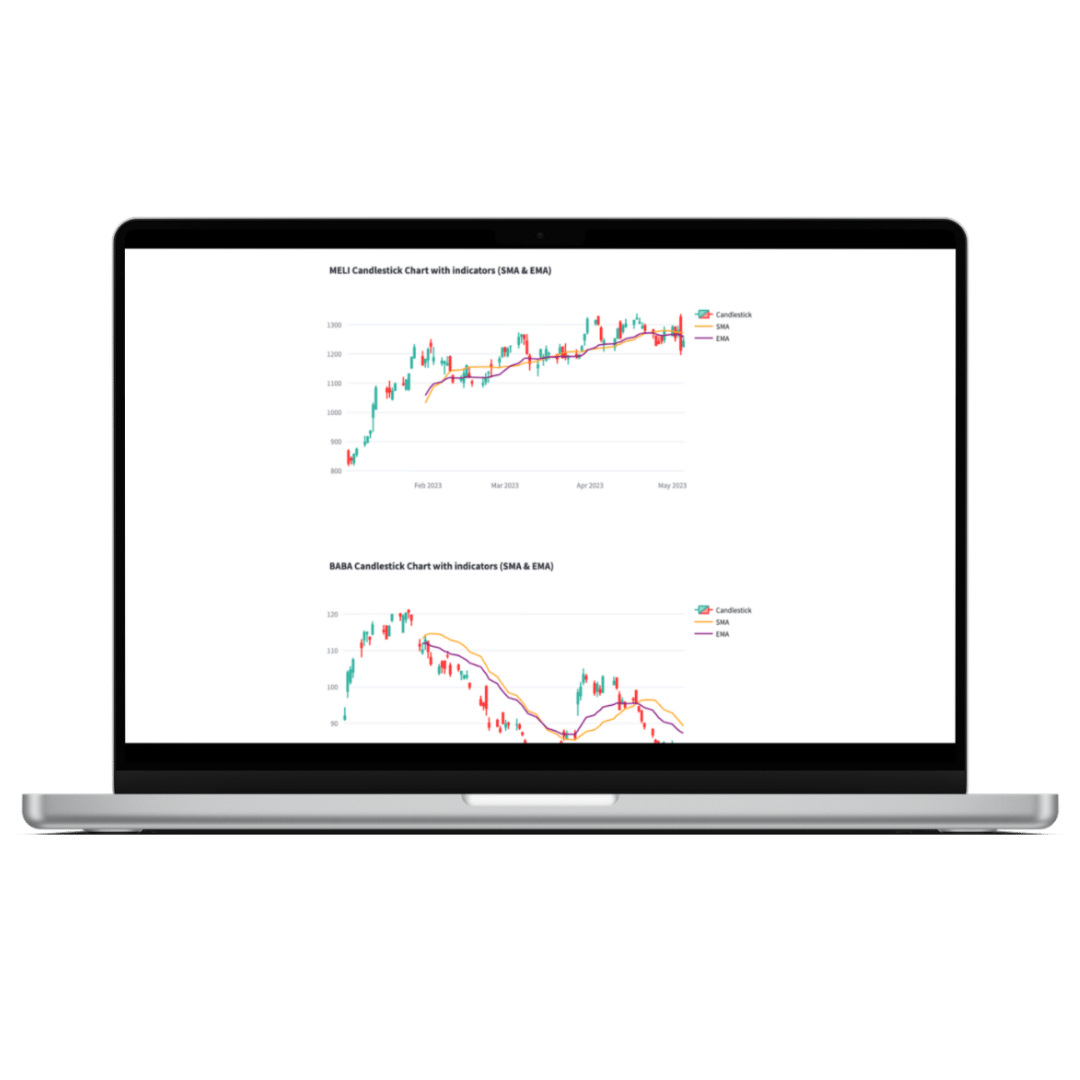 MELI Candlestick Chart with indicators (SMA & EMA)
Candlestick
SMA
EMA
1300
1200
1100
1000
900
800
Feb 2023 Mar 2023 Apr 2023 May 2023
BABA Candlestick Chart with indicators (SMA & EMA)
Candlestick
SMA
EMA
120
110
100
90